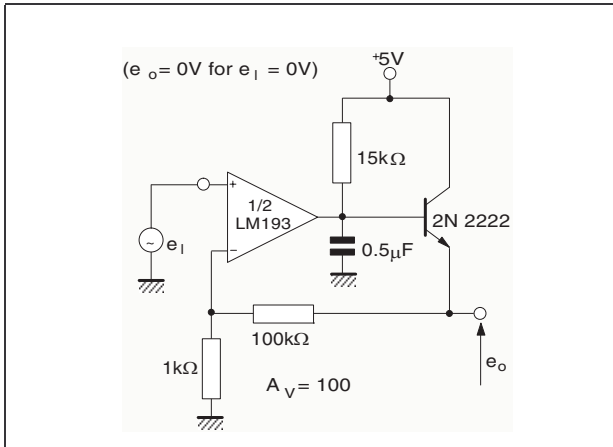 (e o = 0V for e I = 0V)
+5V
15kΩ
+
1/2
LM193
−
2N 2222
~
e I
0.5µF
100kΩ
1kΩ
A V = 100
e o